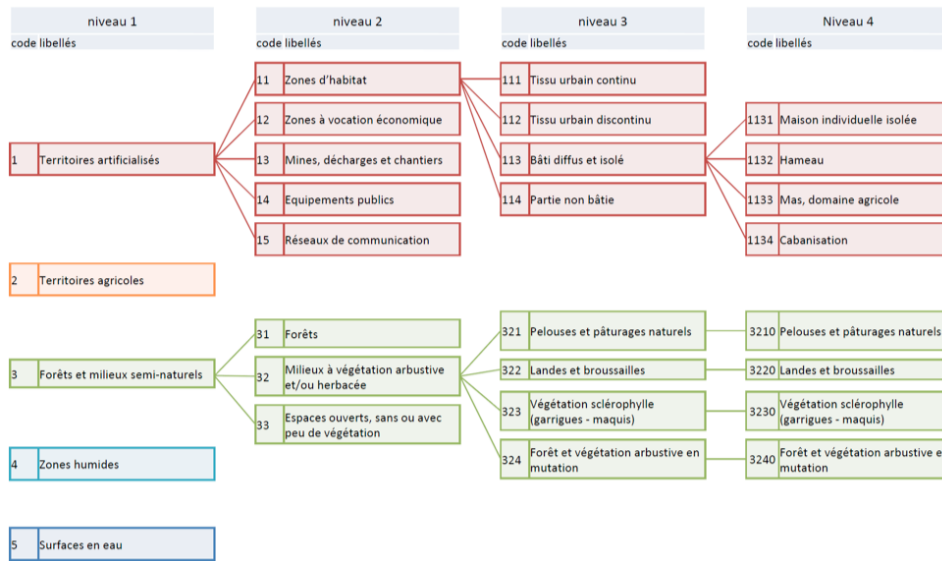 niveau 1
code libellés
niveau 2
code libellés
niveau 3
code libellés
Niveau 4
code libellés
1 Territoires artificialisés
11 Zones d'habitat
12 Zones à vocation économique
13 Mines, décharges et chantiers
14 Equipements publics
15 Réseaux de communication
111 Tissu urbain continu
112 Tissu urbain discontinu
113 Bâti diffus et isolé
114 Partie non bâtie
1131 Maison individuelle isolée
1132 Hameau
1133 Mas, domaine agricole
1134 Cabanisation
2 Territoires agricoles
3 Forêts et milieux semi-naturels
31 Forêts
32 Milieux à végétation arbustive
et/ou herbacée
33 Espaces ouverts, sans ou avec
peu de végétation
321 Pelouses et pâturages naturels
322 Landes et broussailles
323 Végétation sclérophylle
(garrigues - maquis)
324 Forêt et végétation arbustive en
mutation
3210 Pelouses et pâturages naturels
3220 Landes et broussailles
3230 Végétation sclérophylle
(garrigues - maquis)
3240 Forêt et végétation arbustive e
mutation
4 Zones humides
5 Surfaces en eau